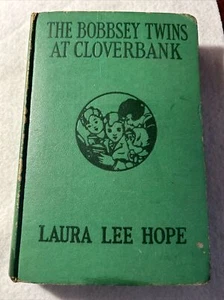 THE BOBBSEY TWINS
AT CLOVERBANK
LAURA LEE HOPE